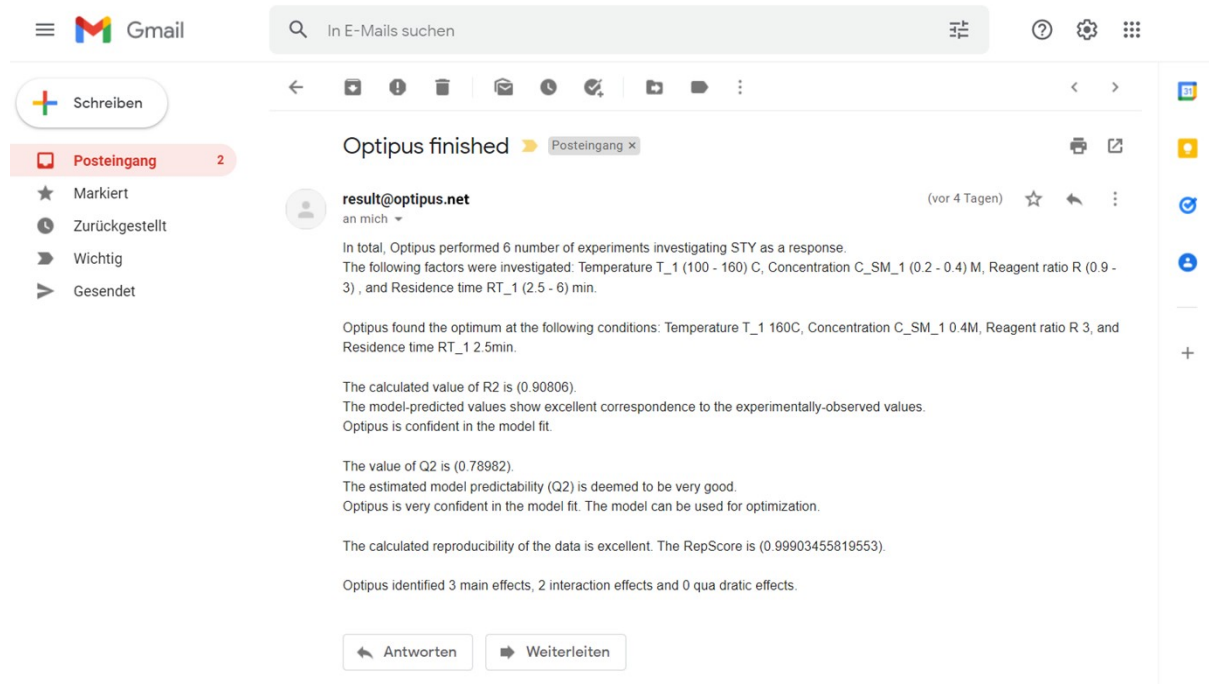 Gmail
In E-Mails suchen
Schreiben
Posteingang 2
Markiert
Zurückgestellt
Wichtig
Gesendet
31
Optipus finished Posteingang ×
result@optipus.net (vor 4 Tagen)
an mich
In total, Optipus performed 6 number of experiments investigating STY as a response.
The following factors were investigated: Temperature T_1 (100 - 160) C, Concentration C_SM_1 (0.2 - 0.4) M, Reagent ratio R (0.9 -
3) , and Residence time RT_1 (2.5 - 6) min.
Optipus found the optimum at the following conditions: Temperature T_1 160C, Concentration C_SM_1 0.4M, Reagent ratio R 3, and
Residence time RT_1 2.5min.
The calculated value of R2 is (0.90806).
The model-predicted values show excellent correspondence to the experimentally-observed values.
Optipus is confident in the model fit.
The value of Q2 is (0.78982).
The estimated model predictability (Q2) is deemed to be very good.
Optipus is very confident in the model fit. The model can be used for optimization.
The calculated reproducibility of the data is excellent. The RepScore is (0.99903455819553).
Optipus identified 3 main effects, 2 interaction effects and 0 qua dratic effects.
Antworten
Weiterleiten